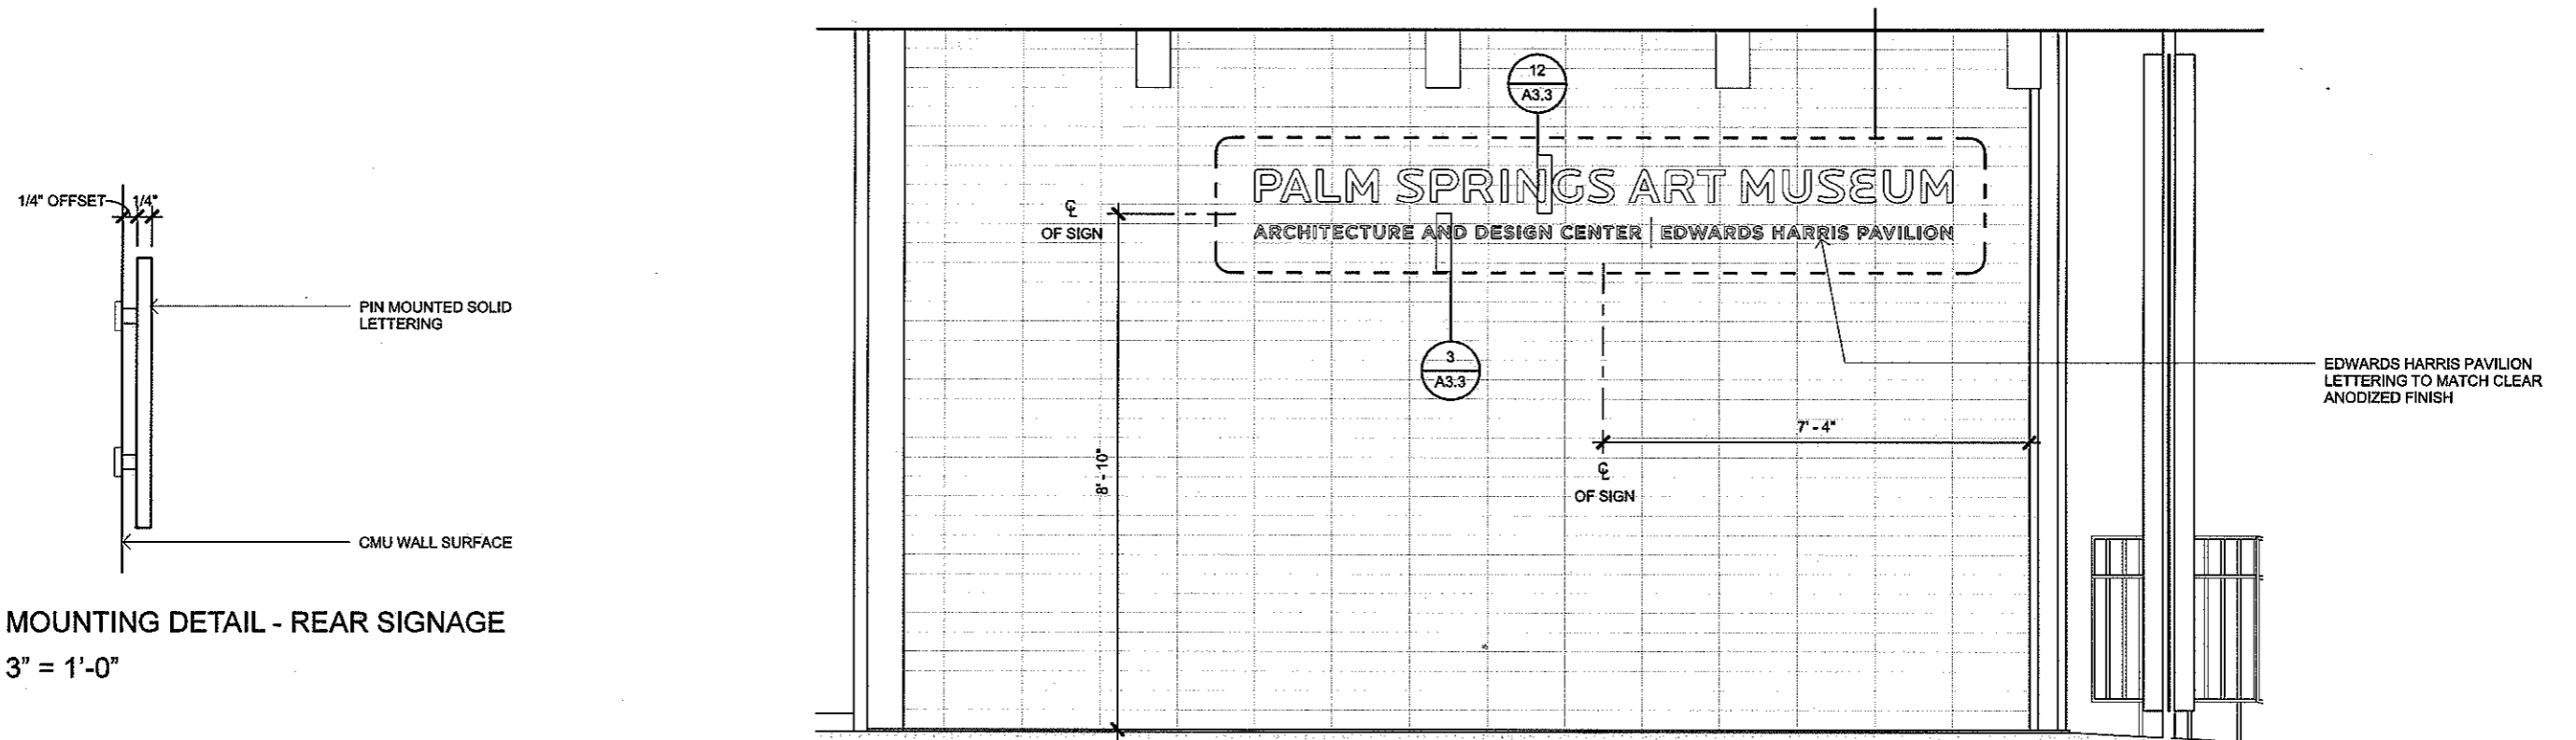 1/4" OFFSET
1/4"
PIN MOUNTED SOLID
LETTERING
CMU WALL SURFACE
MOUNTING DETAIL - REAR SIGNAGE
3” = 1’-0”
12
A3.3
PALM SPRINGS ART MUSEUM
ARCHITECTURE AND DESIGN CENTER | EDWARDS HARRIS PAVILION
℄
OF SIGN
3
A3.3
8' - 10"
7' - 4"
℄
OF SIGN
EDWARDS HARRIS PAVILION
LETTERING TO MATCH CLEAR
ANODIZED FINISH